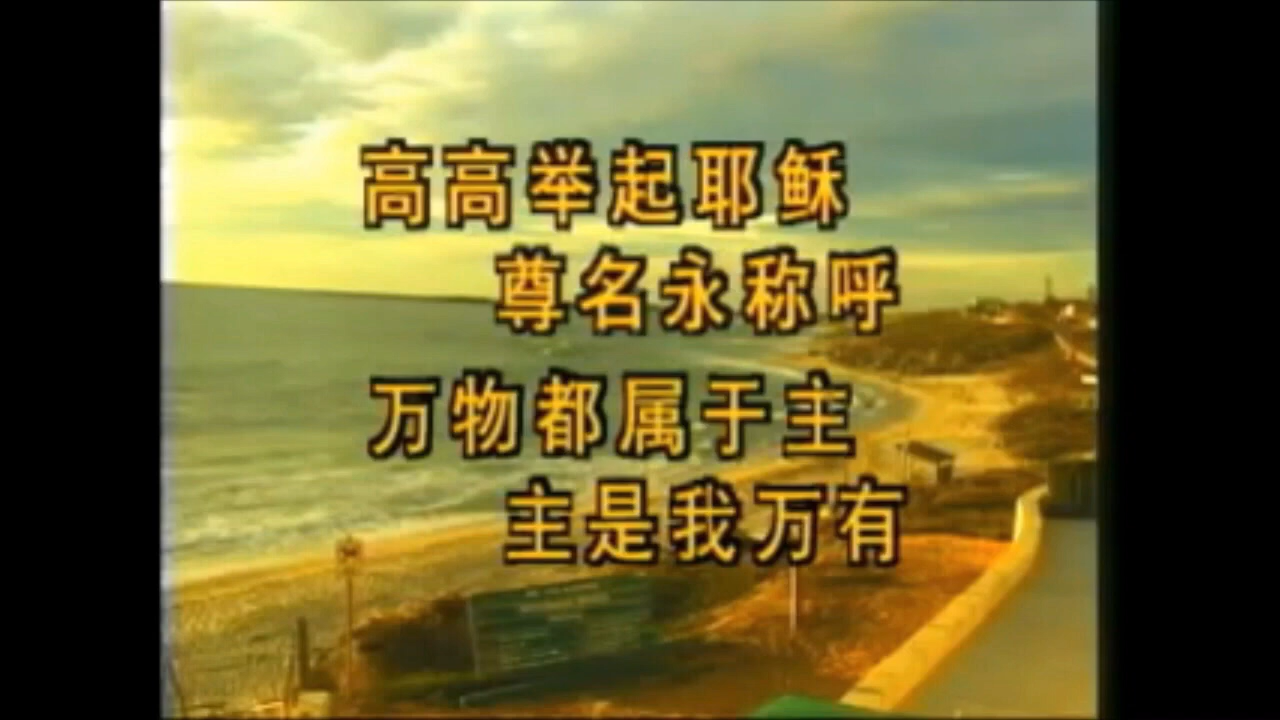 高高举起耶稣
尊名永称呼
万物都属于主
主是我万有